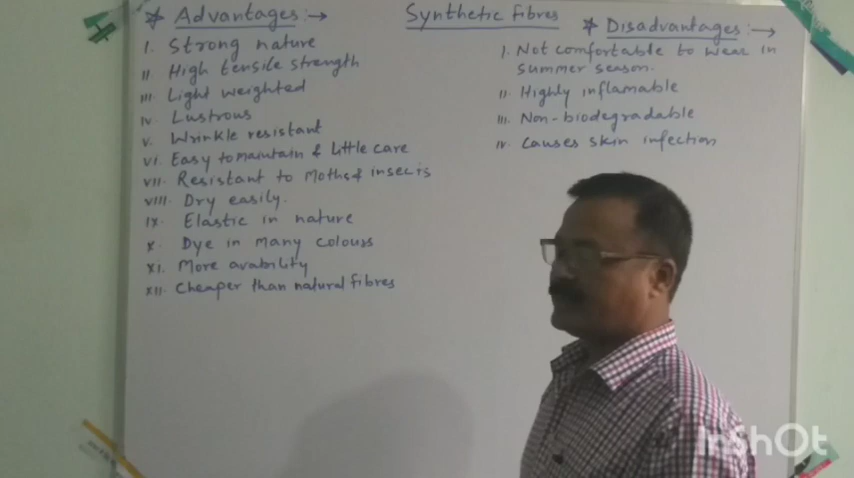 Synthetic fibres
* Advantages:→
I. Strong nature
II. High tensile strength
III. Light weighted
IV. Lustrous
V. Wrinkle resistant
VI. Easy to maintain & Little care
VII. Resistant to Moths & insects
VIII. Dry easily.
IX. Elastic in nature
X. Dye in many colours
XI. More avability
XII. Cheaper than natural fibres
* Disadvantages:→
I. Not comfortable to wear in
summer season.
II. Highly inflamable
III. Non-biodegradable
IV. Causes skin infection
InShOt